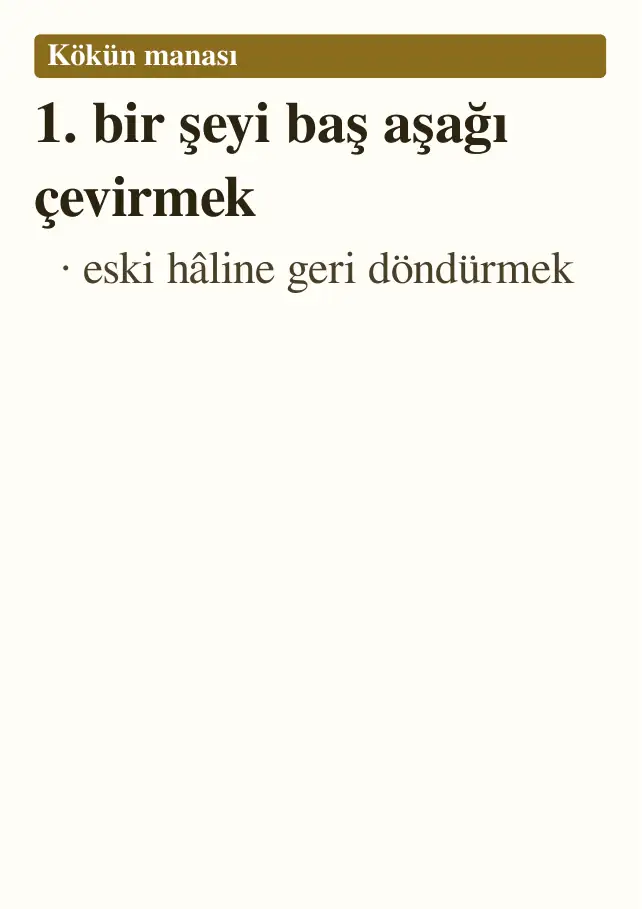 Kökün manası
1. bir şeyi baş aşağı
çevirmek
· eski hâline geri döndürmek